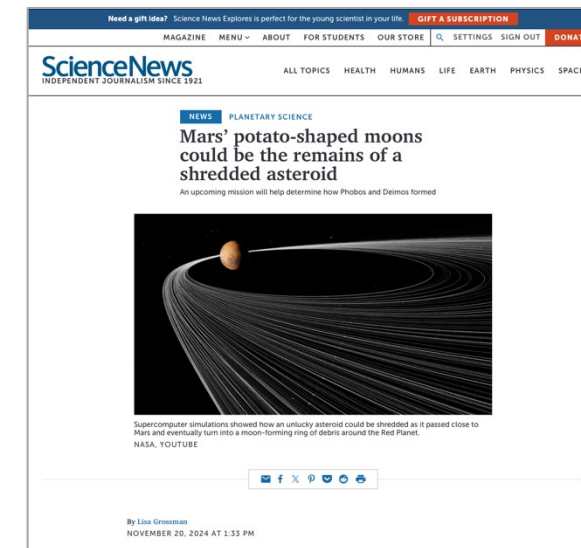 Need a gift idea? Science News Explores is perfect for the young scientist in your life. GIFT A SUBSCRIPTION
MAGAZINE MENU ABOUT FOR STUDENTS OUR STORE SETTINGS SIGN OUT DONAT
ScienceNews
INDEPENDENT JOURNALISM SINCE 1921
ALL TOPICS HEALTH HUMANS LIFE EARTH PHYSICS SPACE
NEWS PLANETARY SCIENCE
Mars’ potato-shaped moons
could be the remains of a
shredded asteroid
An upcoming mission will help determine how Phobos and Deimos formed
Supercomputer simulations showed how an unlucky asteroid could be shredded as it passed close to
Mars and eventually turn into a moon-forming ring of debris around the Red Planet.
NASA, YOUTUBE
By Lisa Grossman
NOVEMBER 20, 2024 AT 1:33 PM